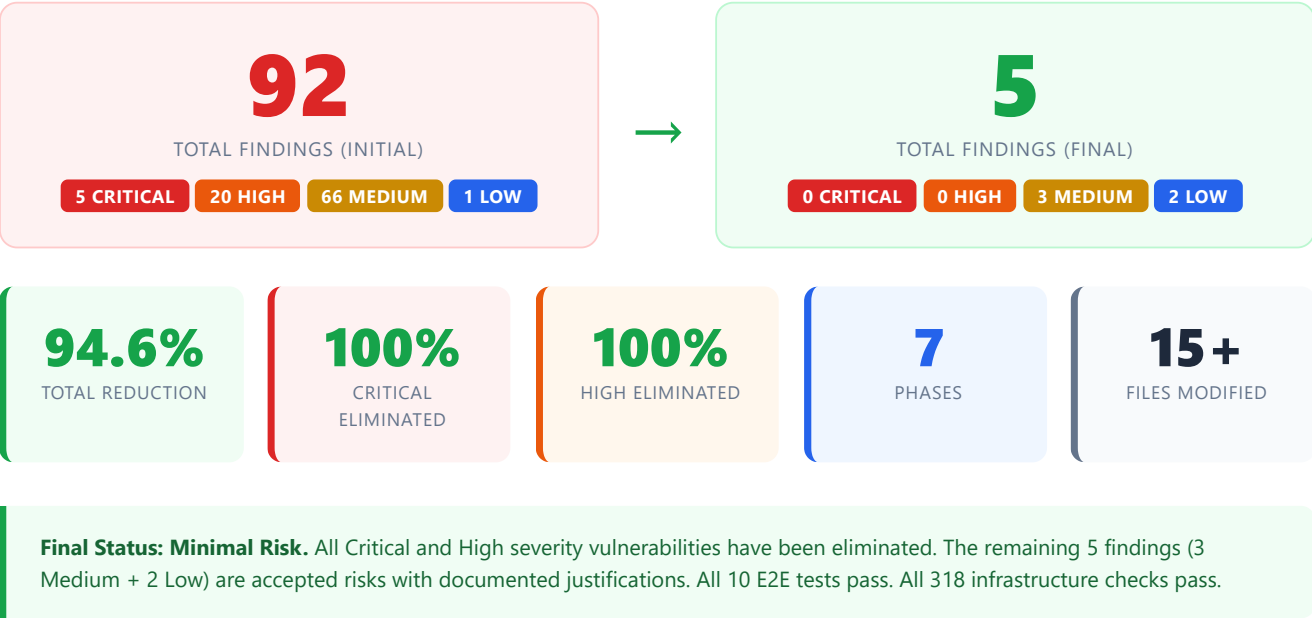 92
TOTAL FINDINGS (INITIAL)
5 CRITICAL 20 HIGH 66 MEDIUM 1 LOW
→
5
TOTAL FINDINGS (FINAL)
0 CRITICAL 0 HIGH 3 MEDIUM 2 LOW
94.6%
TOTAL REDUCTION
100%
CRITICAL
ELIMINATED
100%
HIGH ELIMINATED
7
PHASES
15+
FILES MODIFIED
Final Status: Minimal Risk. All Critical and High severity vulnerabilities have been eliminated. The remaining 5 findings (3
Medium + 2 Low) are accepted risks with documented justifications. All 10 E2E tests pass. All 318 infrastructure checks pass.